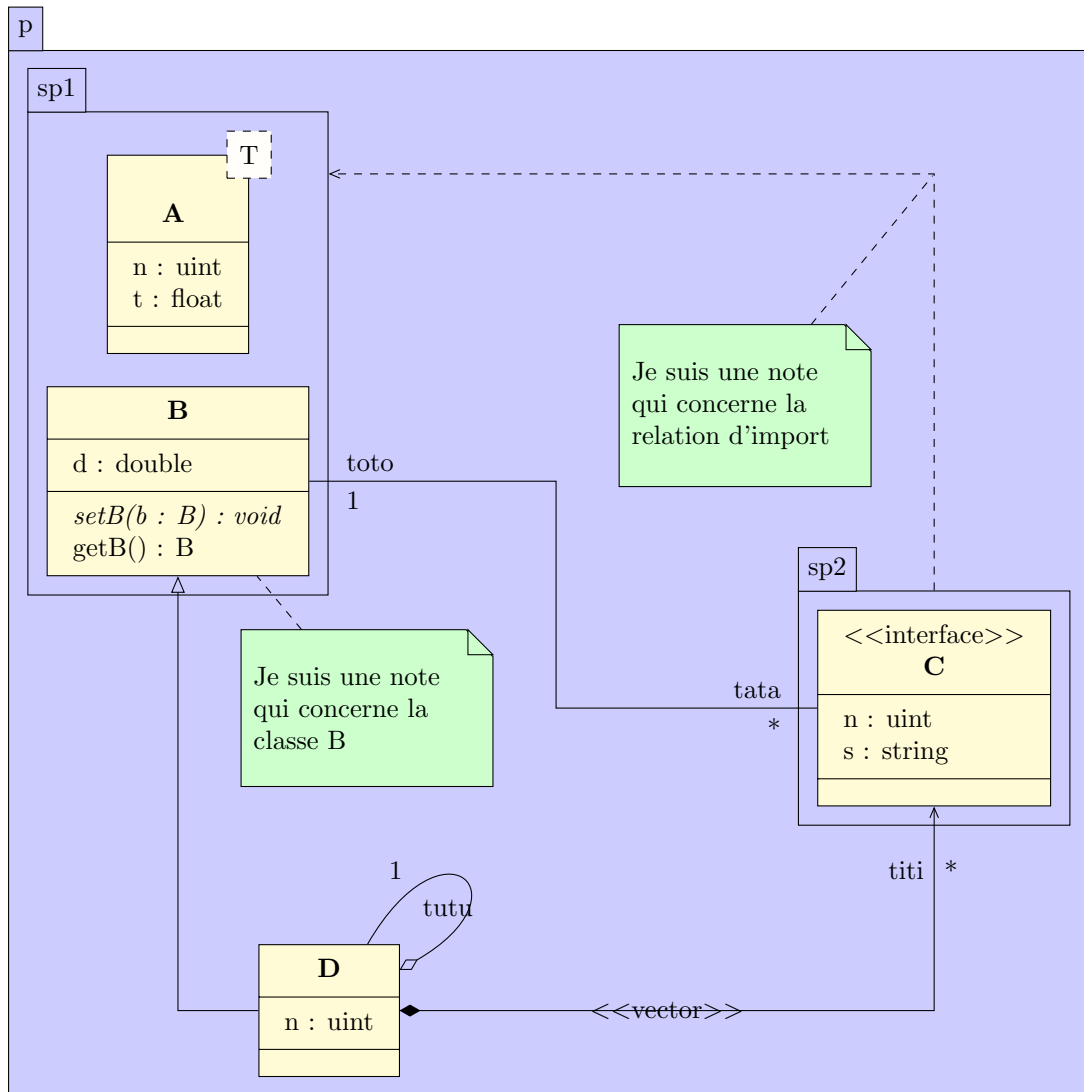 p
sp1
T
A
n : uint
t : float
B
d : double
setB(b : B) : void
getB() : B
toto
1
Je suis une note
qui concerne la
relation d'import
sp2
<<interface>>
C
n : uint
s : string
tata
*
Je suis une note
qui concerne la
classe B
titi
*
1
tutu
D
n : uint
<<vector>>